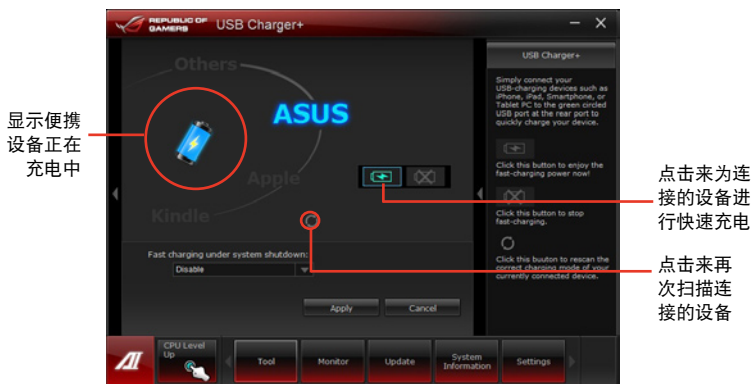 REPUBLIC OF
GAMERS
USB Charger+
Others
ASUS
Apple
Kindle
Fast charging under system shutdown:
Disable
Apply
Cancel
USB Charger+
Simply connect your
USB-charging devices such as
iPhone, iPad, Smartphone, or
Tablet PC to the green circled
USB port at the rear port to
quickly charge your device.
Click this button to enjoy the
fast-charging power now!
Click this button to stop
fast-charging.
Click this buuton to rescan the
correct charging mode of your
currently connected device.
CPU Level
Up
Tool
Monitor
Update
System
Information
Settings
显示便携
设备正在
充电中
点击来为连
接的设备进
行快速充电
点击来再
次扫描连
接的设备